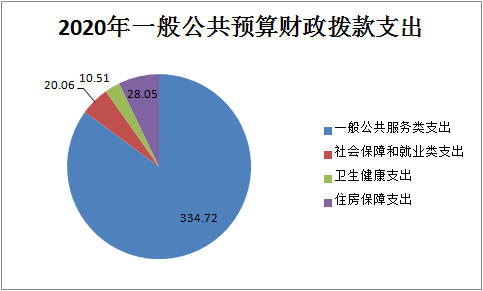 2020年一般公共预算财政拨款支出
20.06
10.51
28.05
334.72
一般公共服务类支出
社会保障和就业类支出
卫生健康支出
住房保障支出